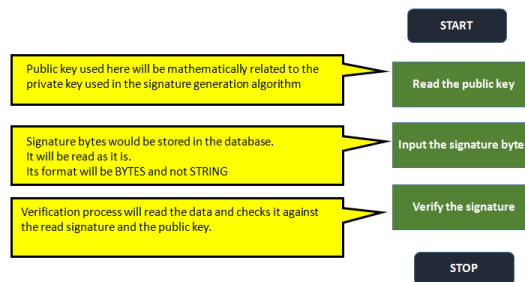 START
Public key used here will be mathematically related to the
private key used in the signature generation algorithm
Read the public key
Signature bytes would be stored in the database.
It will be read as it is.
Its format will be BYTES and not STRING
Input the signature byte
Verification process will read the data and checks it against
the read signature and the public key.
Verify the signature
STOP